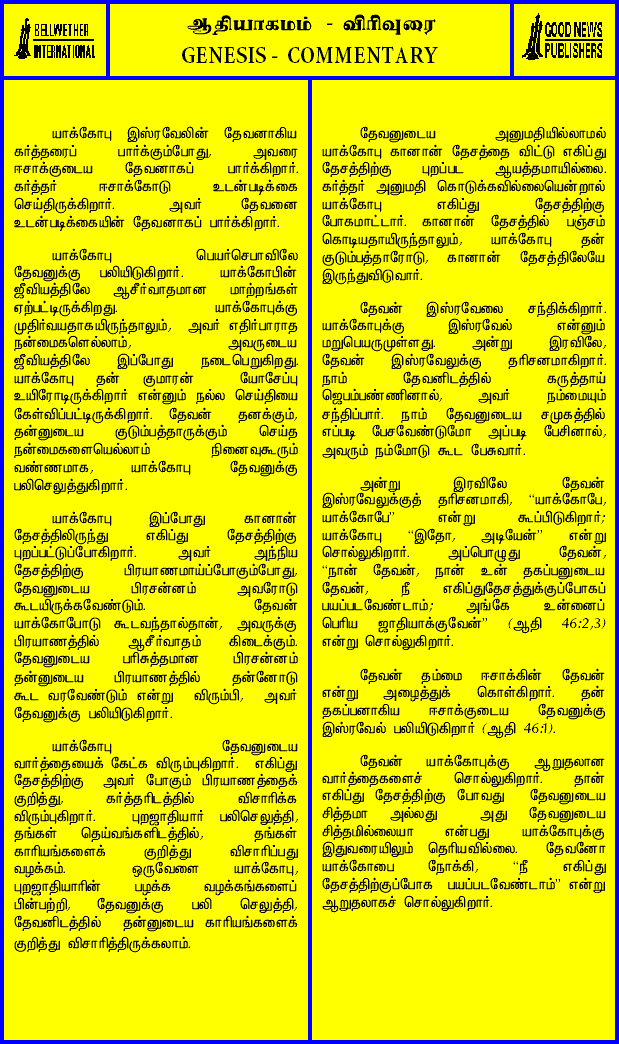 BELLWETHER
INTERNATIONAL
ஆதியாகமம் - விரிவுரை
GENESIS - COMMENTARY
GOOD NEWS
PUBLISHERS
யாக்கோபு இஸ்ரவேலின் தேவனாகிய
கர்த்தரைப் பார்க்கும்போது, அவரை
ஈசாக்குடைய தேவனாகப் பார்க்கிறார்.
கர்த்தர் ஈசாக்கோடு உடன்படிக்கை
செய்திருக்கிறார். அவர் தேவனை
உடன்படிக்கையின் தேவனாகப் பார்க்கிறார்.
யாக்கோபு பெயர்செபாவிலே
தேவனுக்கு பலியிடுகிறார். யாக்கோபின்
ஜீவியத்திலே ஆசீர்வாதமான மாற்றங்கள்
ஏற்பட்டிருக்கிறது. யாக்கோபுக்கு
முதிர்வயதாகயிருந்தாலும், அவர் எதிர்பாராத
நன்மைகளெல்லாம், அவருடைய
ஜீவியத்திலே இப்போது நடைபெறுகிறது.
யாக்கோபு தன் குமாரன் யோசேப்பு
உயிரோடிருக்கிறார் என்னும் நல்ல செய்தியை
கேள்விப்பட்டிருக்கிறார். தேவன் தனக்கும்,
தன்னுடைய குடும்பத்தாருக்கும் செய்த
நன்மைகளையெல்லாம் நினைவுகூரும்
வண்ணமாக, யாக்கோபு தேவனுக்கு
பலிசெலுத்துகிறார்.
யாக்கோபு இப்போது கானான்
தேசத்திலிருந்து எகிப்து தேசத்திற்கு
புறப்பட்டுப்போகிறார். அவர் அந்நிய
தேசத்திற்கு பிரயாணமாய்ப்போகும்போது,
தேவனுடைய பிரசன்னம் அவரோடு
கூடயிருக்கவேண்டும். தேவன்
யாக்கோபோடு கூடவந்தால்தான், அவருக்கு
பிரயாணத்தில் ஆசீர்வாதம் கிடைக்கும்.
தேவனுடைய பரிசுத்தமான பிரசன்னம்
தன்னுடைய பிரயாணத்தில் தன்னோடு
கூட வரவேண்டும் என்று விரும்பி, அவர்
தேவனுக்கு பலியிடுகிறார்.
யாக்கோபு தேவனுடைய
வார்த்தையைக் கேட்க விரும்புகிறார். எகிப்து
தேசத்திற்கு அவர் போகும் பிரயாணத்தைக்
குறித்து, கர்த்தரிடத்தில் விசாரிக்க
விரும்புகிறார். புறஜாதியார் பலிசெலுத்தி,
தங்கள் தெய்வங்களிடத்தில், தங்கள்
காரியங்களைக் குறித்து விசாரிப்பது
வழக்கம். ஒருவேளை யாக்கோபு,
புறஜாதியாரின் பழக்க வழக்கங்களைப்
பின்பற்றி, தேவனுக்கு பலி செலுத்தி,
தேவனிடத்தில் தன்னுடைய காரியங்களைக்
குறித்து விசாரித்திருக்கலாம்.
தேவனுடைய அனுமதியில்லாமல்
யாக்கோபு கானான் தேசத்தை விட்டு எகிப்து
தேசத்திற்கு புறப்பட ஆயத்தமாயில்லை.
கர்த்தர் அனுமதி கொடுக்கவில்லையென்றால்
யாக்கோபு எகிப்து தேசத்திற்கு
போகமாட்டார். கானான் தேசத்தில் பஞ்சம்
கொடியதாயிருந்தாலும், யாக்கோபு தன்
குடும்பத்தாரோடு, கானான் தேசத்திலேயே
இருந்துவிடுவார்.
தேவன் இஸ்ரவேலை சந்திக்கிறார்.
யாக்கோபுக்கு இஸ்ரவேல் என்னும்
மறுபெயருமுள்ளது. அன்று இரவிலே,
தேவன் இஸ்ரவேலுக்கு தரிசனமாகிறார்.
நாம் தேவனிடத்தில் கருத்தாய்
ஜெபம்பண்ணினால், அவர் நம்மையும்
சந்திப்பார். நாம் தேவனுடைய சமுகத்தில்
எப்படி பேசவேண்டுமோ அப்படி பேசினால்,
அவரும் நம்மோடு கூட பேசுவார்.
அன்று இரவிலே தேவன்
இஸ்ரவேலுக்குத் தரிசனமாகி, "யாக்கோபே,
யாக்கோபே" என்று கூப்பிடுகிறார்;
யாக்கோபு "இதோ, அடியேன்" என்று
சொல்லுகிறார். அப்பொழுது தேவன்,
"நான் தேவன், நான் உன் தகப்பனுடைய
தேவன், நீ எகிப்துதேசத்துக்குப்போகப்
பயப்படவேண்டாம்; அங்கே உன்னைப்
பெரிய ஜாதியாக்குவேன்" (ஆதி 46:2,3)
என்று சொல்லுகிறார்.
தேவன் தம்மை ஈசாக்கின் தேவன்
என்று அழைத்துக் கொள்கிறார். தன்
தகப்பனாகிய ஈசாக்குடைய தேவனுக்கு
இஸ்ரவேல் பலியிடுகிறார் (ஆதி 46:1).
தேவன் யாக்கோபுக்கு ஆறுதலான
வார்த்தைகளைச் சொல்லுகிறார். தான்
எகிப்து தேசத்திற்கு போவது தேவனுடைய
சித்தமா அல்லது அது தேவனுடைய
சித்தமில்லையா என்பது யாக்கோபுக்கு
இதுவரையிலும் தெரியவில்லை. தேவனோ
யாக்கோபை நோக்கி, "நீ எகிப்து
தேசத்திற்குப்போக பயப்படவேண்டாம்" என்று
ஆறுதலாகச் சொல்லுகிறார்.